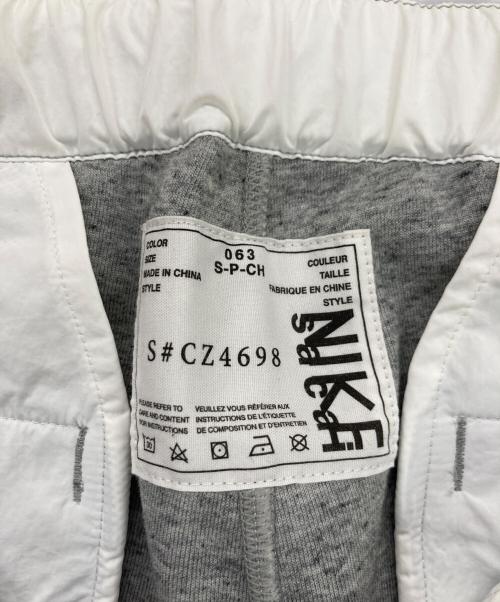 COLOR 063 COULEUR
SIZE S-P-CH TAILLE
MADE IN CHINA FABRIQUE EN CHINE
STYLE STYLE
S#CZ4698
NIKE
sacai
PLEASE REFER TO VEUILLEZ VOUS RÉFÉRER AUX
CARE AND CONTENT INSTRUCTIONS DE L'ÉTIQUETTE
FOR INSTRUCTIONS DE COMPOSITION ET D'ENTRETIEN
30